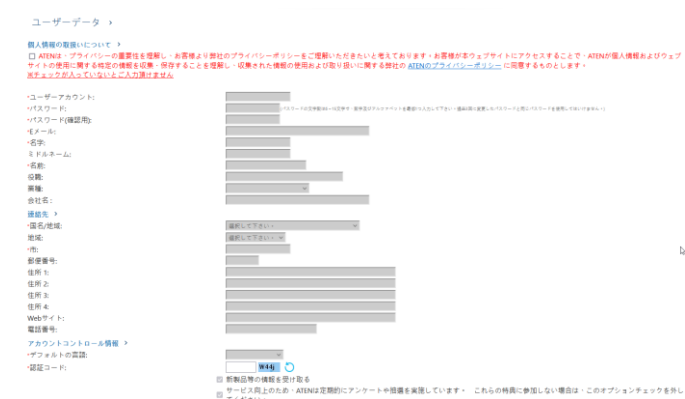 ユーザーデータ ›
個人情報の取扱いについて ›
ATENは、プライバシーの重要性を理解し、お客様より弊社のプライバシーポリシーをご理解いただきたいと考えております。お客様が本ウェブサイトにアクセスすることで、ATENが個人情報およびウェブ
サイトの使用に関する特定の情報を収集、保存することを理解し、収集された情報の使用および取り扱いに関する弊社の ATENのプライバシーポリシー に同意するものとします。
※チェックが入っていないとご入力頂けません
*ユーザーアカウント:
*パスワード:
*パスワード(確認用):
*Eメール:
*名字:
ミドルネーム:
*名前:
役職:
業種:
会社名:
連絡先 ›
*国名/地域: 選択して下さい。
地域: 選択して下さい。
*市:
郵便番号:
住所 1:
住所 2:
住所 3:
住所 4:
Webサイト:
電話番号:
アカウントコントロール情報 ›
*デフォルトの言語:
*認証コード: W44j
新製品等の情報を受け取る
サービス向上のため、ATENは定期的にアンケートや抽選を実施しています。 これらの特典に参加しない場合は、このオプションチェックを外し